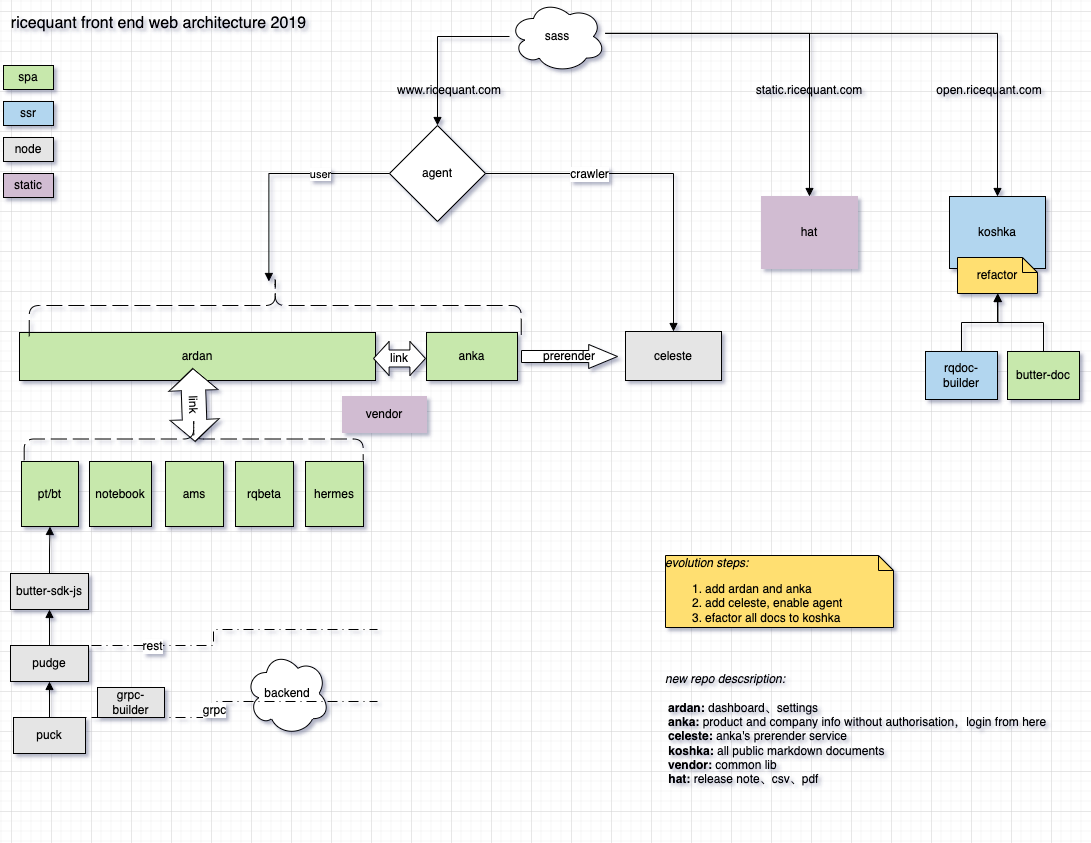 ricequant front end web architecture 2019
sass
spa
ssr
node
static
www.ricequant.com
static.ricequant.com
open.ricequant.com
agent
user
crawler
hat
koshka
refactor
ardan
link
anka
prerender
celeste
rqdoc-
builder
butter-doc
link
vendor
pt/bt
notebook
ams
rqbeta
hermes
butter-sdk-js
pudge
rest
grpc-
builder
grpc
backend
puck
evolution steps:
1. add ardan and anka
2. add celeste, enable agent
3. efactor all docs to koshka
new repo descsription:
ardan: dashboard、settings
anka: product and company info without authorisation，login from here
celeste: anka's prerender service
koshka: all public markdown documents
vendor: common lib
hat: release note、csv、pdf